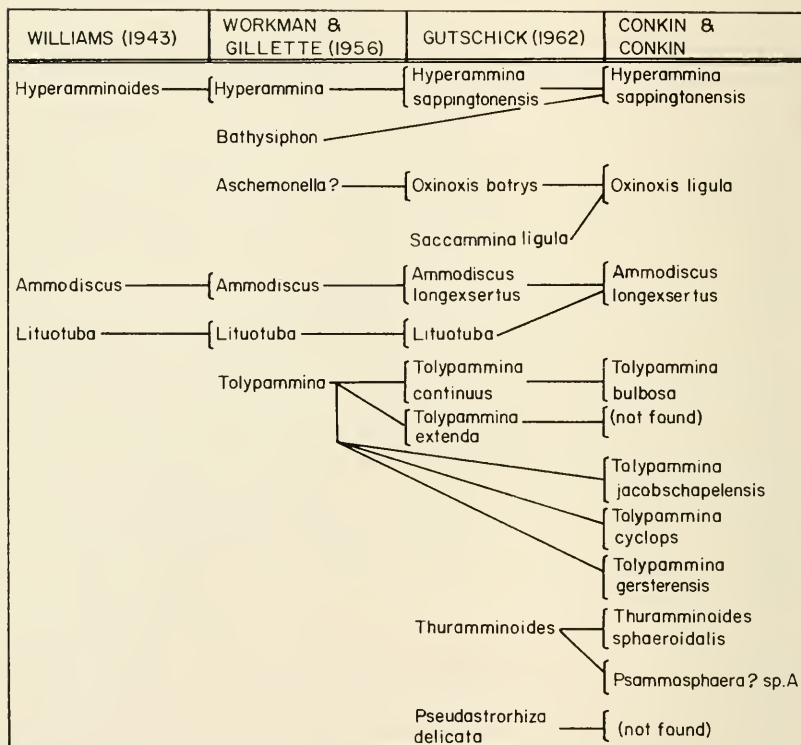 WILLIAMS (1943)
WORKMAN &
GILLETTE (1956)
GUTSCHICK (1962)
CONKIN &
CONKIN
Hyperamminoides
Hyperammina
Hyperammina
sappingtonensis
Hyperammina
sappingtonensis
Bathysiphon
Aschemonella?
Oxinoxis botrys
Oxinoxis ligula
Saccammina ligula
Ammodiscus
Ammodiscus
Ammodiscus
longexsertus
Ammodiscus
longexsertus
Lituotuba
Lituotuba
Lituotuba
Tolypammina
Tolypammina
continuus
Tolypammina
bulbosa
Tolypammina
extenda
(not found)
Tolypammina
jacobschapelensis
Tolypammina
cyclops
Tolypammina
gersterensis
Thuramminoides
Thuramminoides
sphaeroidalis
Psammosphaera? sp.A
Pseudastrorhiza
delicata
(not found)